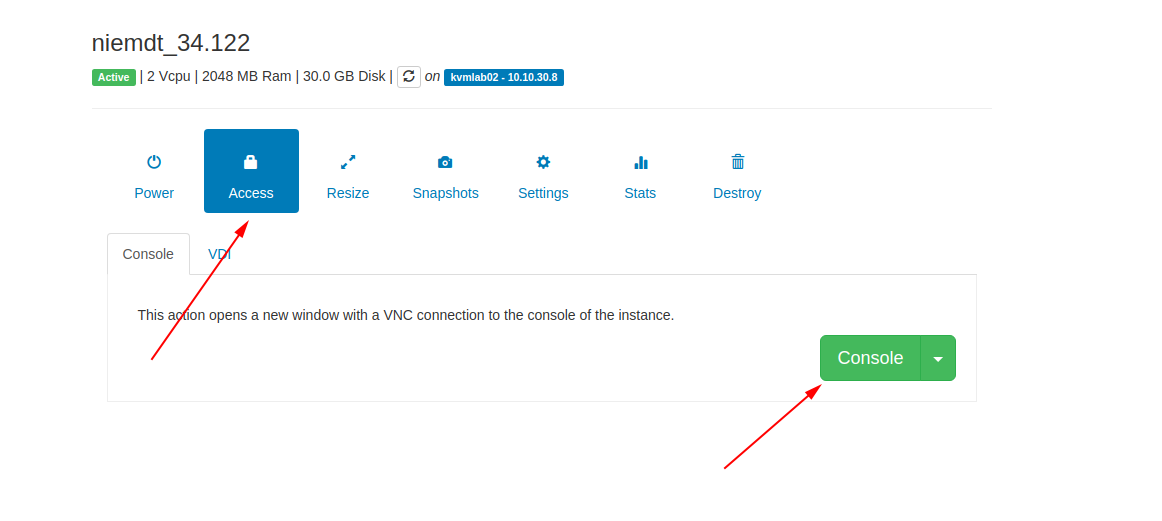 niemdt_34.122
Active | 2 Vcpu | 2048 MB Ram | 30.0 GB Disk | on kvmlab02 - 10.10.30.8
Power Access Resize Snapshots Settings Stats Destroy
Console VDI
This action opens a new window with a VNC connection to the console of the instance.
Console